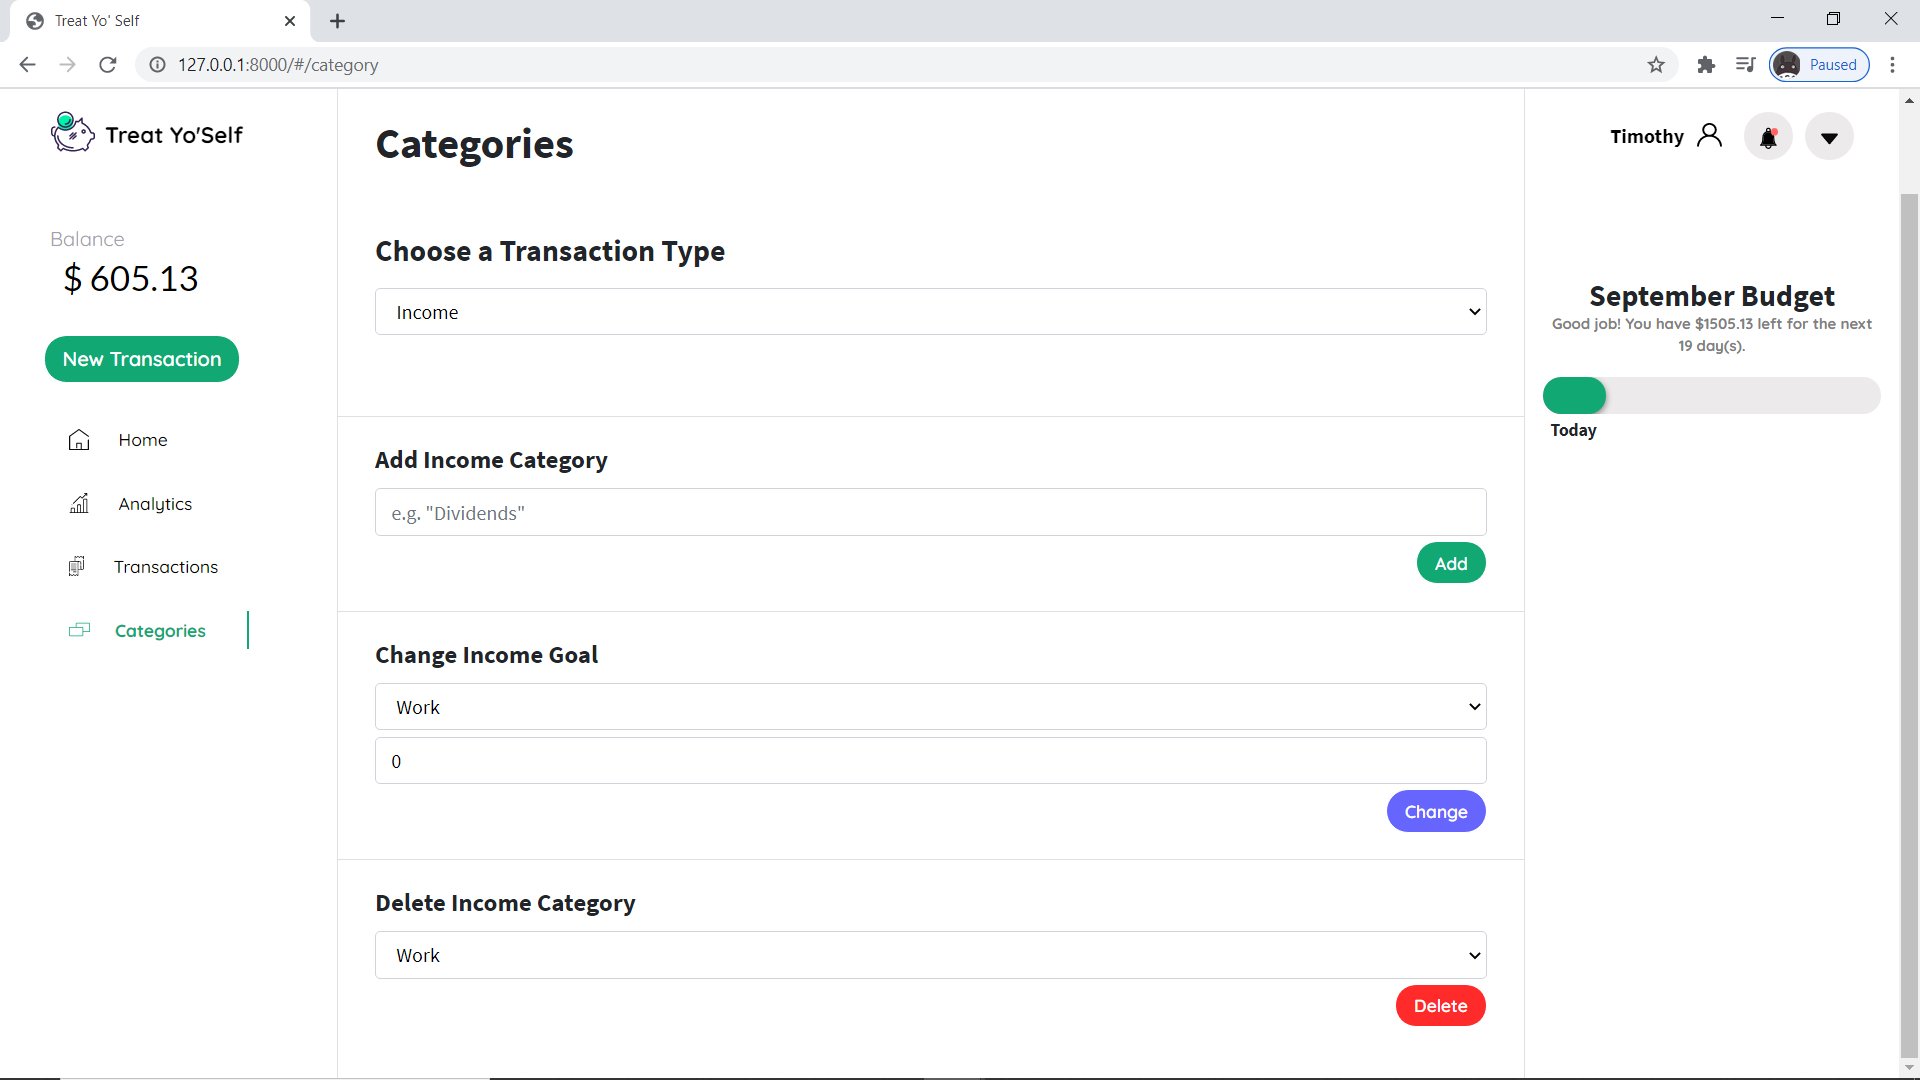 Treat Yo' Self
127.0.0.1:8000/#/category
Paused
Treat Yo'Self
Balance
$ 605.13
New Transaction
Home
Analytics
Transactions
Categories
Categories
Choose a Transaction Type
Income
Add Income Category
e.g. "Dividends"
Add
Change Income Goal
Work
0
Change
Delete Income Category
Work
Delete
Timothy
September Budget
Good job! You have $1505.13 left for the next
19 day(s).
Today